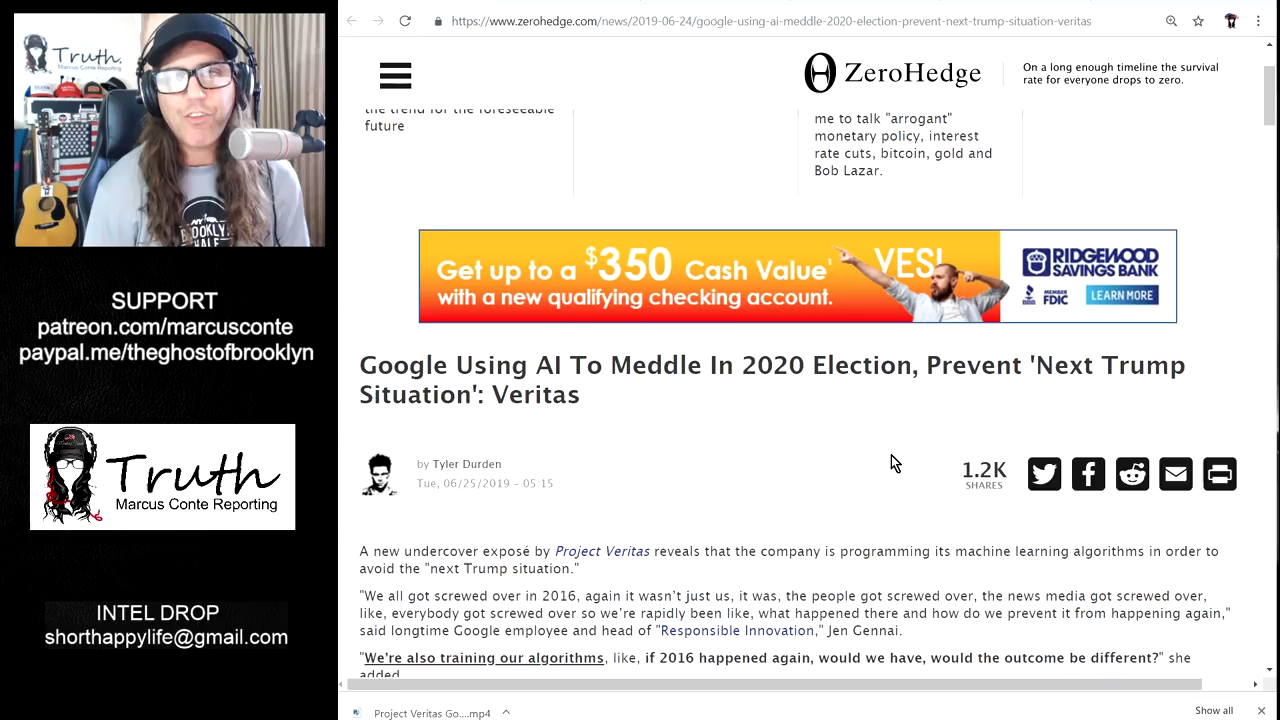 Truth.
Marcus Conte Reporting
BROOKLYN
WHALE
SUPPORT
patreon.com/marcusconte
paypal.me/theghostofbrooklyn
Truth
Marcus Conte Reporting
INTEL DROP
shorthappylife@gmail.com
https://www.zerohedge.com/news/2019-06-24/google-using-ai-meddle-2020-election-prevent-next-trump-situation-veritas
ZeroHedge
On a long enough timeline the survival
rate for everyone drops to zero.
the trend for the foreseeable
future
me to talk "arrogant"
monetary policy, interest
rate cuts, bitcoin, gold and
Bob Lazar.
Get up to a $350 Cash Value*
with a new qualifying checking account.
YES!
RIDGEWOOD
SAVINGS BANK
BBB
MEMBER
FDIC
LEARN MORE
Google Using AI To Meddle In 2020 Election, Prevent 'Next Trump
Situation': Veritas
by Tyler Durden
Tue, 06/25/2019 - 05:15
1.2K
SHARES
A new undercover exposé by Project Veritas reveals that the company is programming its machine learning algorithms in order to
avoid the "next Trump situation."
"We all got screwed over in 2016, again it wasn't just us, it was, the people got screwed over, the news media got screwed over,
like, everybody got screwed over so we're rapidly been like, what happened there and how do we prevent it from happening again,"
said longtime Google employee and head of "Responsible Innovation," Jen Gennai.
"We're also training our algorithms, like, if 2016 happened again, would we have, would the outcome be different?" she
added.
Project Veritas Go....mp4
Show all